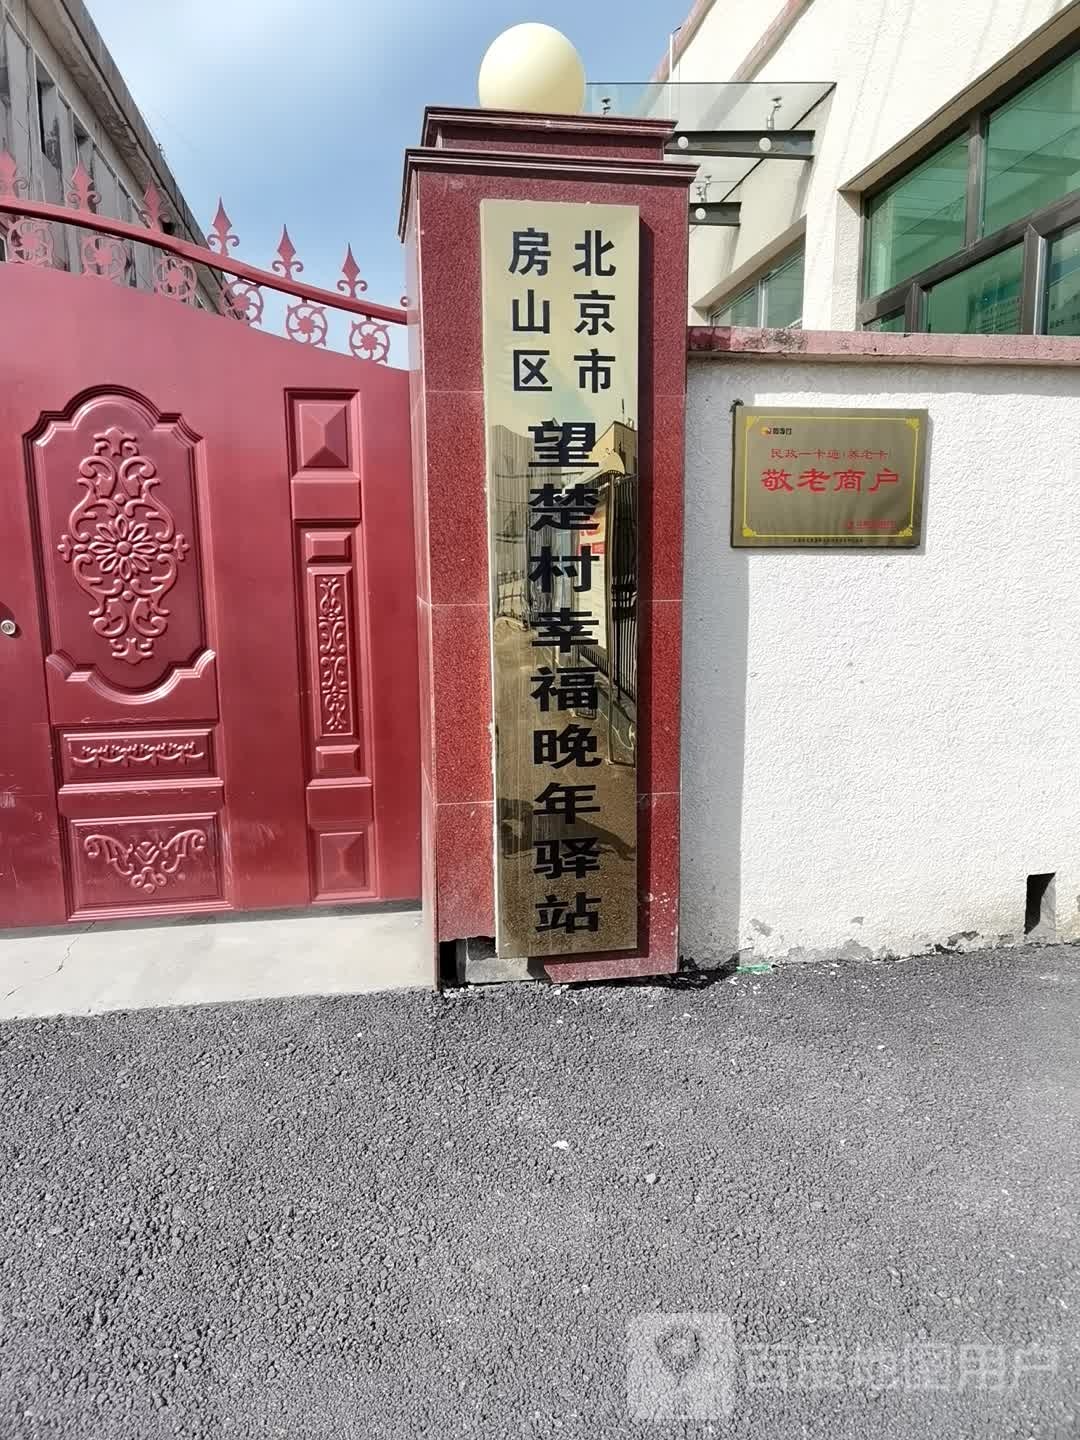 北京市
房山区
望楚村幸福晚年驿站
民政一卡通(养老卡)
敬老商户
百度地图用户